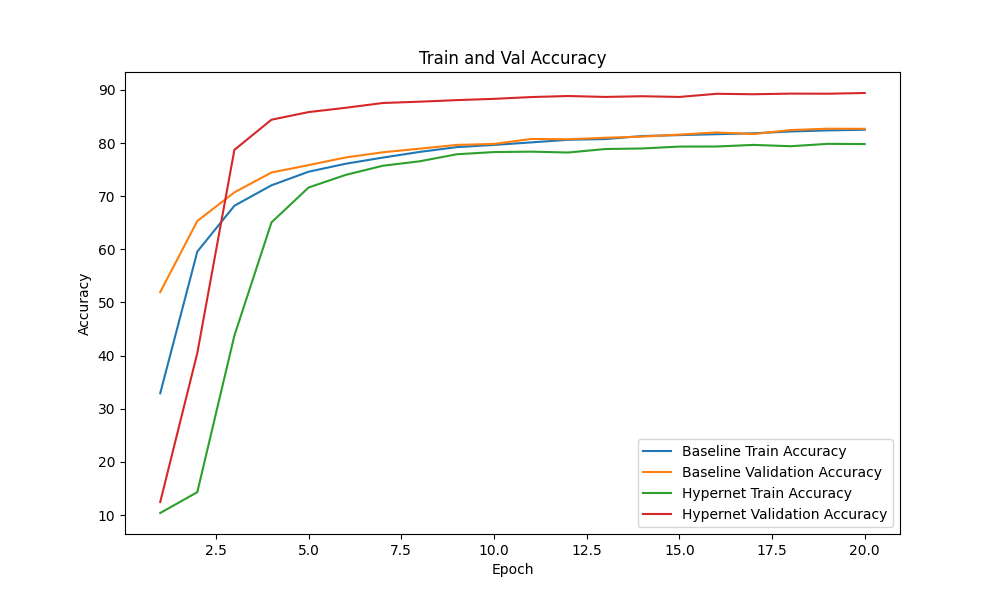 Train and Val Accuracy
90
80
70
60
50
40
30
20
10
Accuracy
2.5
5.0
7.5
10.0
12.5
15.0
17.5
20.0
Epoch
Baseline Train Accuracy
Baseline Validation Accuracy
Hypernet Train Accuracy
Hypernet Validation Accuracy